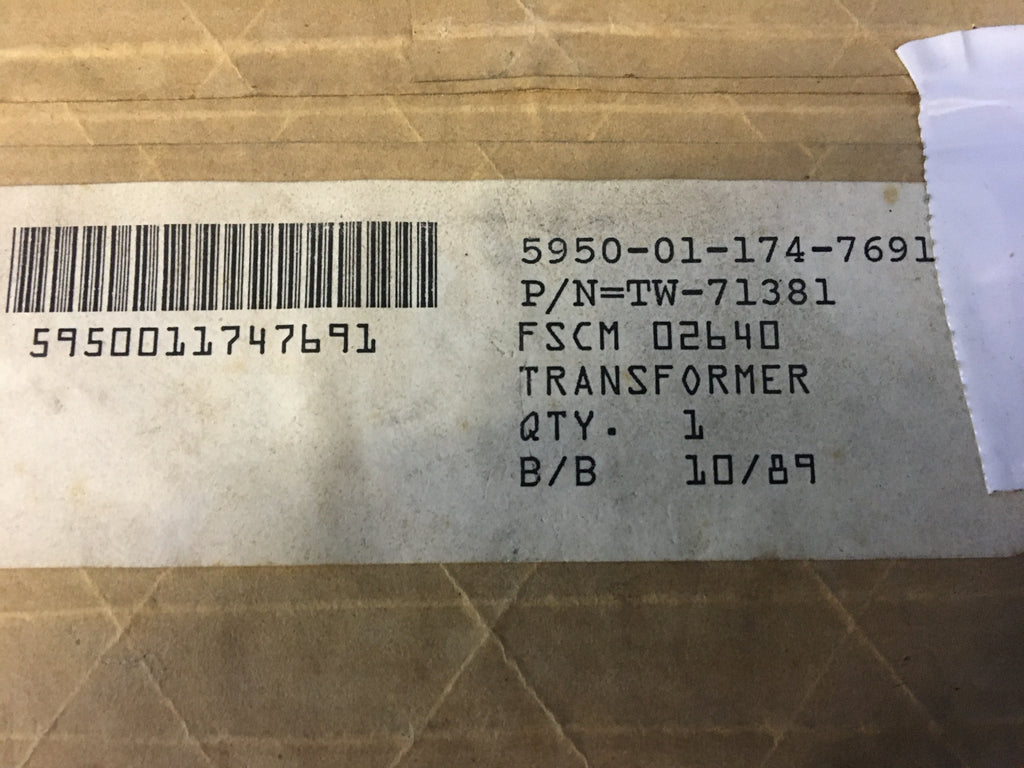 5950011747691
5950-01-174-7691
P/N=TW-71381
FSCM 02640
TRANSFORMER
QTY. 1
B/B 10/89